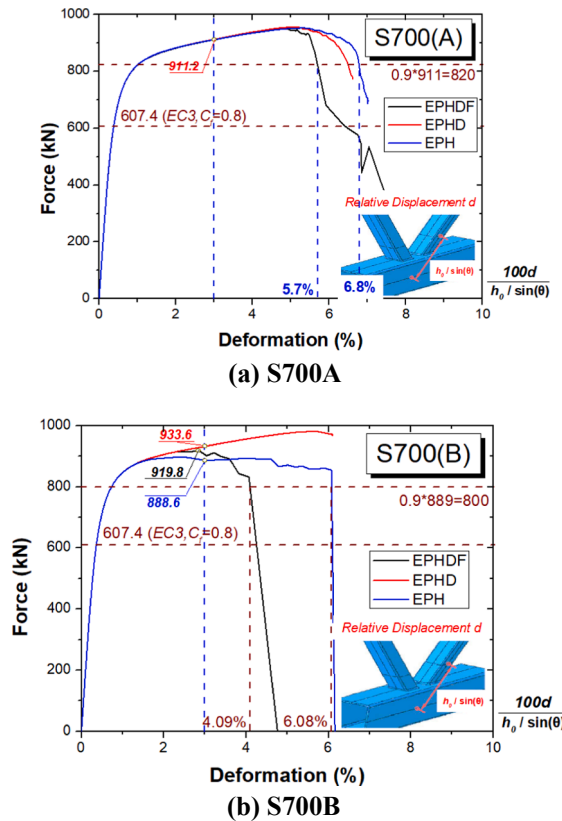 S700(A)
1000
800
600
400
200
0
Force (kN)
911.2
0.9*911=820
607.4 (EC3,Cf=0.8)
EPHDF
EPHD
EPH
Relative Displacement d
h0 / sin(θ)
5.7%
6.8%
100d
h0 / sin(θ)
0 2 4 6 8 10
Deformation (%)
(a) S700A
S700(B)
1000
800
600
400
200
0
Force (kN)
933.6
919.8
888.6
0.9*889=800
607.4 (EC3,Cf=0.8)
EPHDF
EPHD
EPH
Relative Displacement d
h0 / sin(θ)
4.09%
6.08%
100d
h0 / sin(θ)
0 2 4 6 8 10
Deformation (%)
(b) S700B